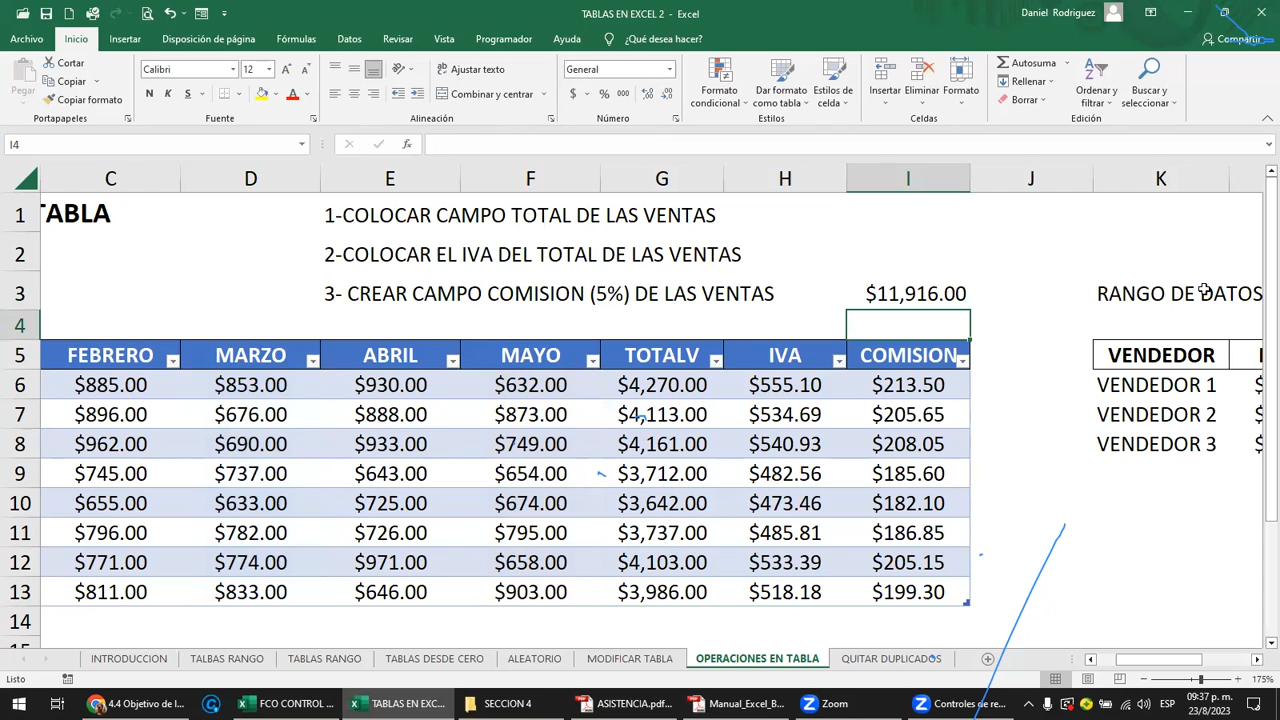 TABLAS EN EXCEL 2 - Excel
Daniel Rodriguez
Archivo Inicio Insertar Disposición de página Fórmulas Datos Revisar Vista Programador Ayuda ¿Qué desea hacer? Compartir
Pegar
Cortar
Copiar
Copiar formato
Portapapeles
Calibri 12
N K S
Fuente
Ajustar texto
Combinar y centrar
Alineación
General
$ % 000
Número
Formato condicional
Dar formato como tabla
Estilos de celda
Estilos
Insertar Eliminar Formato
Celdas
Autosuma
Rellenar
Borrar
Ordenar y filtrar
Buscar y seleccionar
Edición
I4 fx
C D E F G H I J K
1 TABLA 1-COLOCAR CAMPO TOTAL DE LAS VENTAS
2 2-COLOCAR EL IVA DEL TOTAL DE LAS VENTAS
3 3- CREAR CAMPO COMISION (5%) DE LAS VENTAS $11,916.00 RANGO DE DATOS
4
5 FEBRERO MARZO ABRIL MAYO TOTALV IVA COMISION VENDEDOR
6 $885.00 $853.00 $930.00 $632.00 $4,270.00 $555.10 $213.50 VENDEDOR 1 $
7 $896.00 $676.00 $888.00 $873.00 $4,113.00 $534.69 $205.65 VENDEDOR 2 $
8 $962.00 $690.00 $933.00 $749.00 $4,161.00 $540.93 $208.05 VENDEDOR 3 $
9 $745.00 $737.00 $643.00 $654.00 $3,712.00 $482.56 $185.60
10 $655.00 $633.00 $725.00 $674.00 $3,642.00 $473.46 $182.10
11 $796.00 $782.00 $726.00 $795.00 $3,737.00 $485.81 $186.85
12 $771.00 $774.00 $971.00 $658.00 $4,103.00 $533.39 $205.15
13 $811.00 $833.00 $646.00 $903.00 $3,986.00 $518.18 $199.30
14
INTRODUCCION TALBAS RANGO TABLAS RANGO TABLAS DESDE CERO ALEATORIO MODIFICAR TABLA OPERACIONES EN TABLA QUITAR DUPLICADOS
Listo 175%
4.4 Objetivo de l... FCO CONTROL ... TABLAS EN EXC... SECCION 4 ASISTENCIA.pdf... Manual_Excel_B... Zoom Controles de re... ESP 09:37 p. m.
23/8/2023